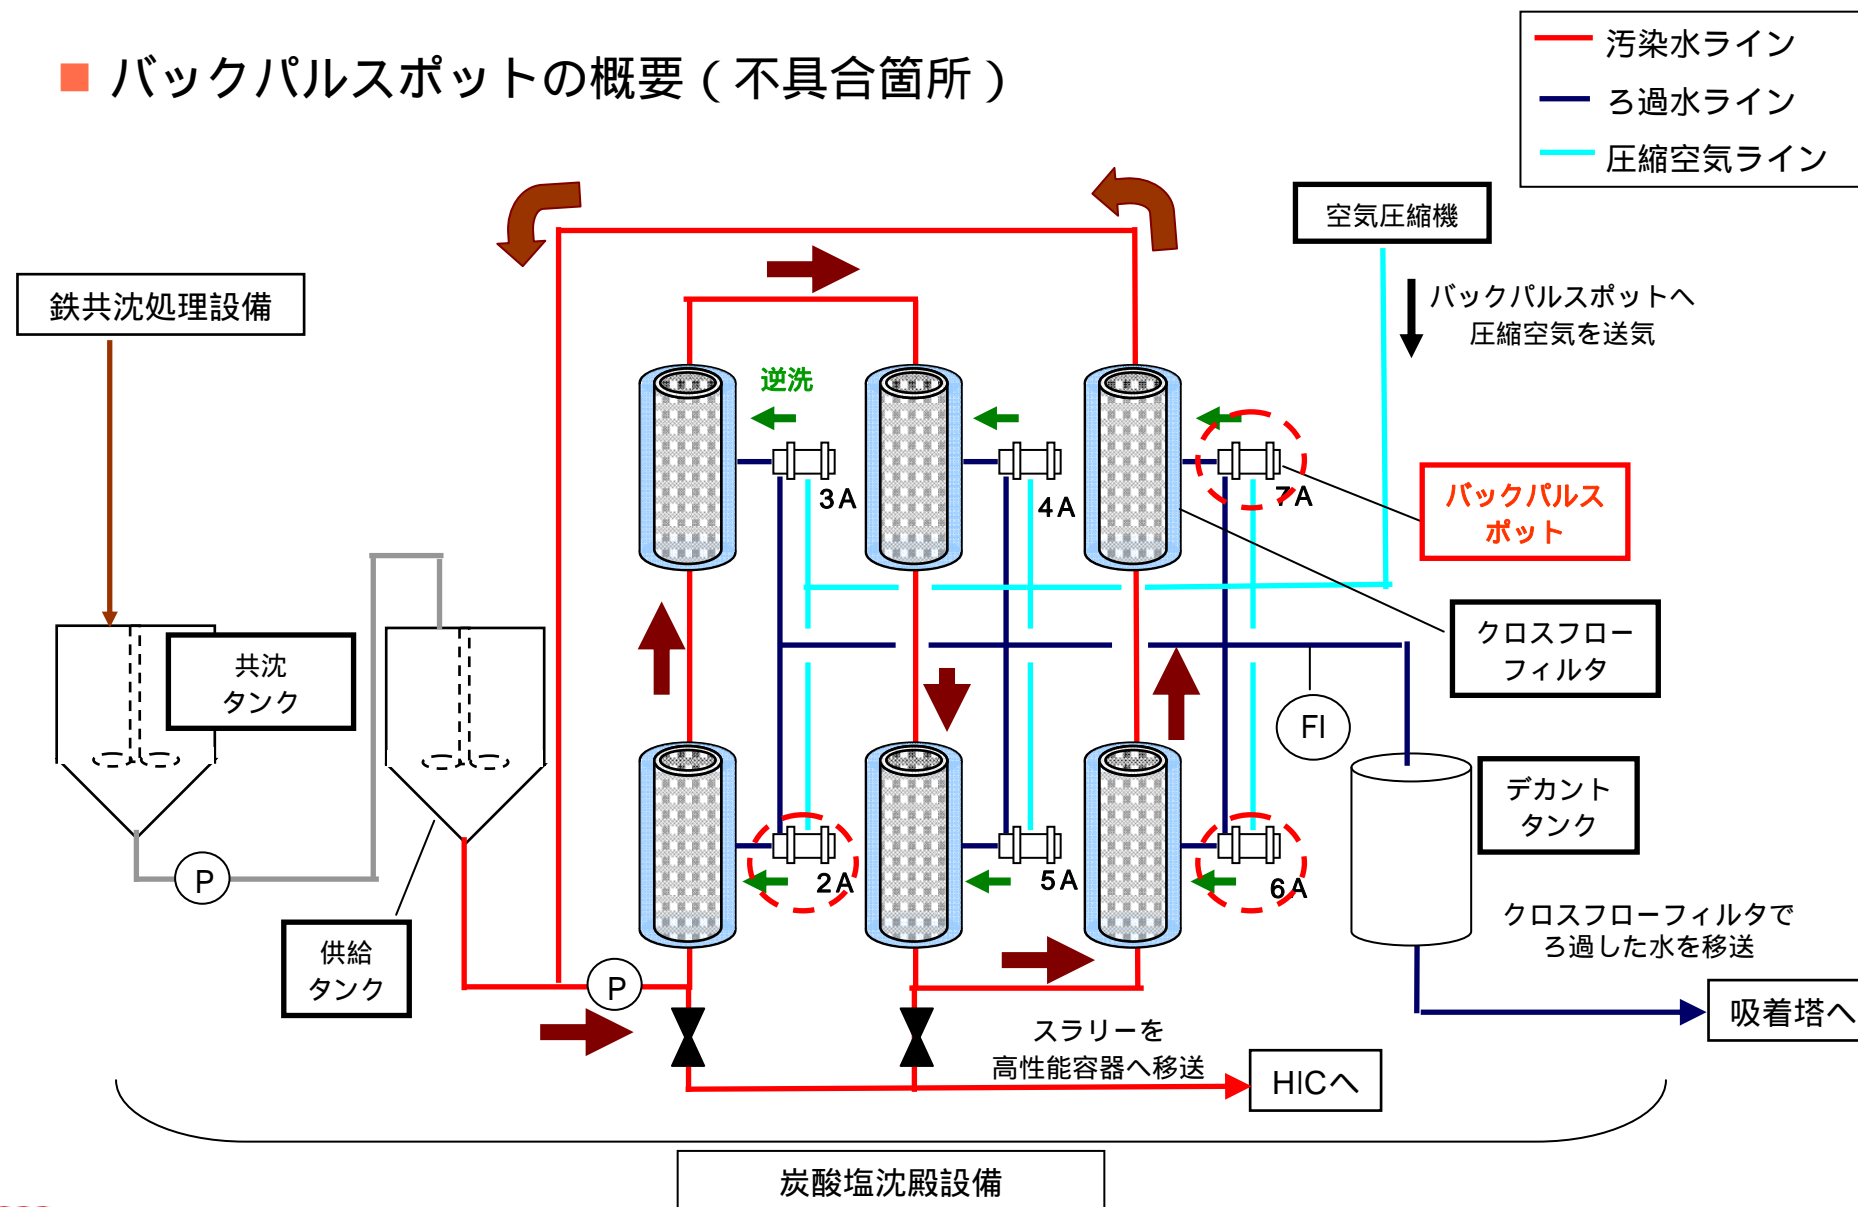 ■ バックパルスポットの概要（不具合箇所）
汚染水ライン
ろ過水ライン
圧縮空気ライン
空気圧縮機
鉄共沈処理設備
バックパルスポットへ
圧縮空気を送気
逆洗
3A
4A
7A
バックパルス
ポット
クロスフロー
フィルタ
共沈
タンク
FI
デカント
タンク
P
2A
5A
6A
供給
タンク
P
クロスフローフィルタで
ろ過した水を移送
吸着塔へ
スラリーを
高性能容器へ移送
HICへ
炭酸塩沈殿設備